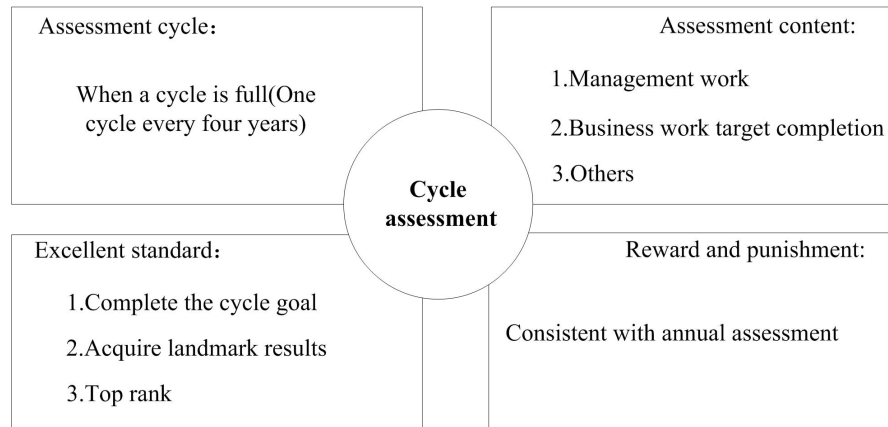 Assessment cycle：
When a cycle is full(One
cycle every four years)
Assessment content:
1.Management work
2.Business work target completion
3.Others
Cycle
assessment
Excellent standard：
1.Complete the cycle goal
2.Acquire landmark results
3.Top rank
Reward and punishment:
Consistent with annual assessment